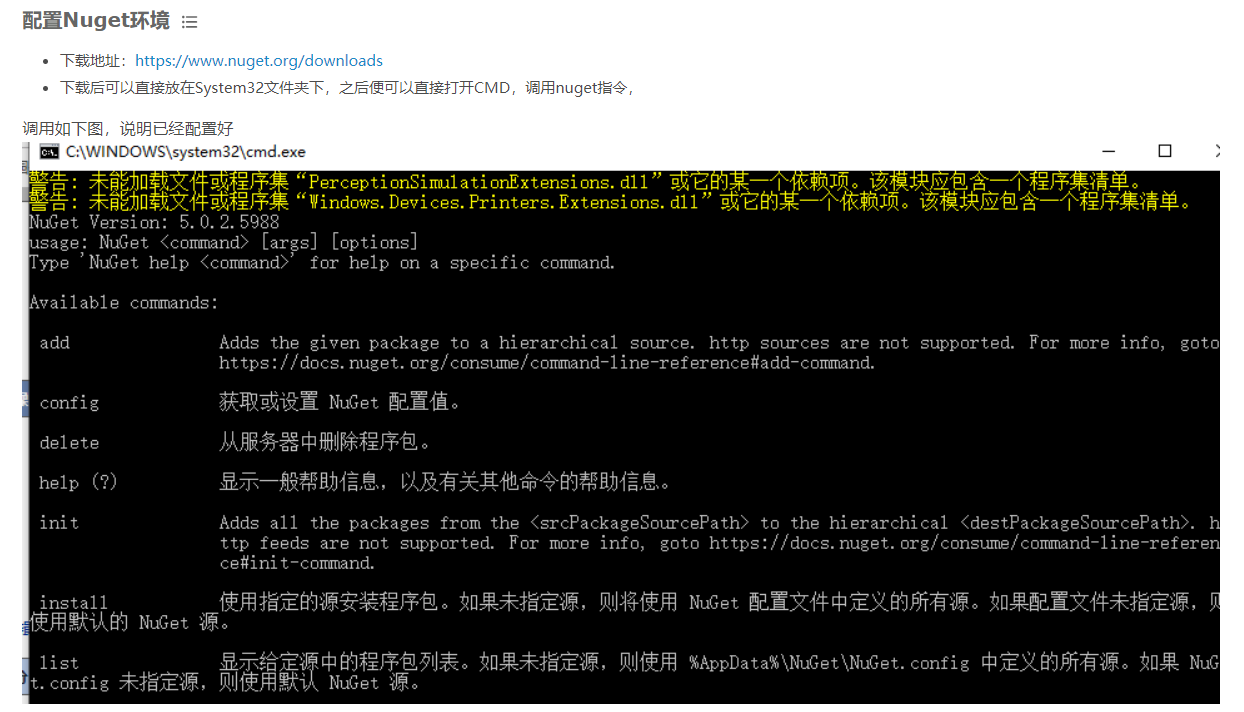 配置Nuget环境
下载地址：https://www.nuget.org/downloads
下载后可以直接放在System32文件夹下，之后便可以直接打开CMD，调用nuget指令，
调用如下图，说明已经配置好
C:\WINDOWS\system32\cmd.exe
警告: 未能加载文件或程序集“PerceptionSimulationExtensions.dll”或它的某一个依赖项。该模块应包含一个程序集清单。
警告: 未能加载文件或程序集“Windows.Devices.Printers.Extensions.dll”或它的某一个依赖项。该模块应包含一个程序集清单。
NuGet Version: 5.0.2.5988
usage: NuGet <command> [args] [options]
Type 'NuGet help <command>' for help on a specific command.
Available commands:
add Adds the given package to a hierarchical source. http sources are not supported. For more info, goto
https://docs.nuget.org/consume/command-line-reference#add-command.
config 获取或设置 NuGet 配置值。
delete 从服务器中删除程序包。
help (?) 显示一般帮助信息，以及有关其他命令的帮助信息。
init Adds all the packages from the <srcPackageSourcePath> to the hierarchical <destPackageSourcePath>. h
ttp feeds are not supported. For more info, goto https://docs.nuget.org/consume/command-line-referen
ce#init-command.
install 使用指定的源安装程序包。如果未指定源，则将使用 NuGet 配置文件中定义的所有源。如果配置文件未指定源，则
使用默认的 NuGet 源。
list 显示给定源中的程序包列表。如果未指定源，则使用 %AppData%\NuGet\NuGet.config 中定义的所有源。如果 NuG
t.config 未指定源，则使用默认 NuGet 源。